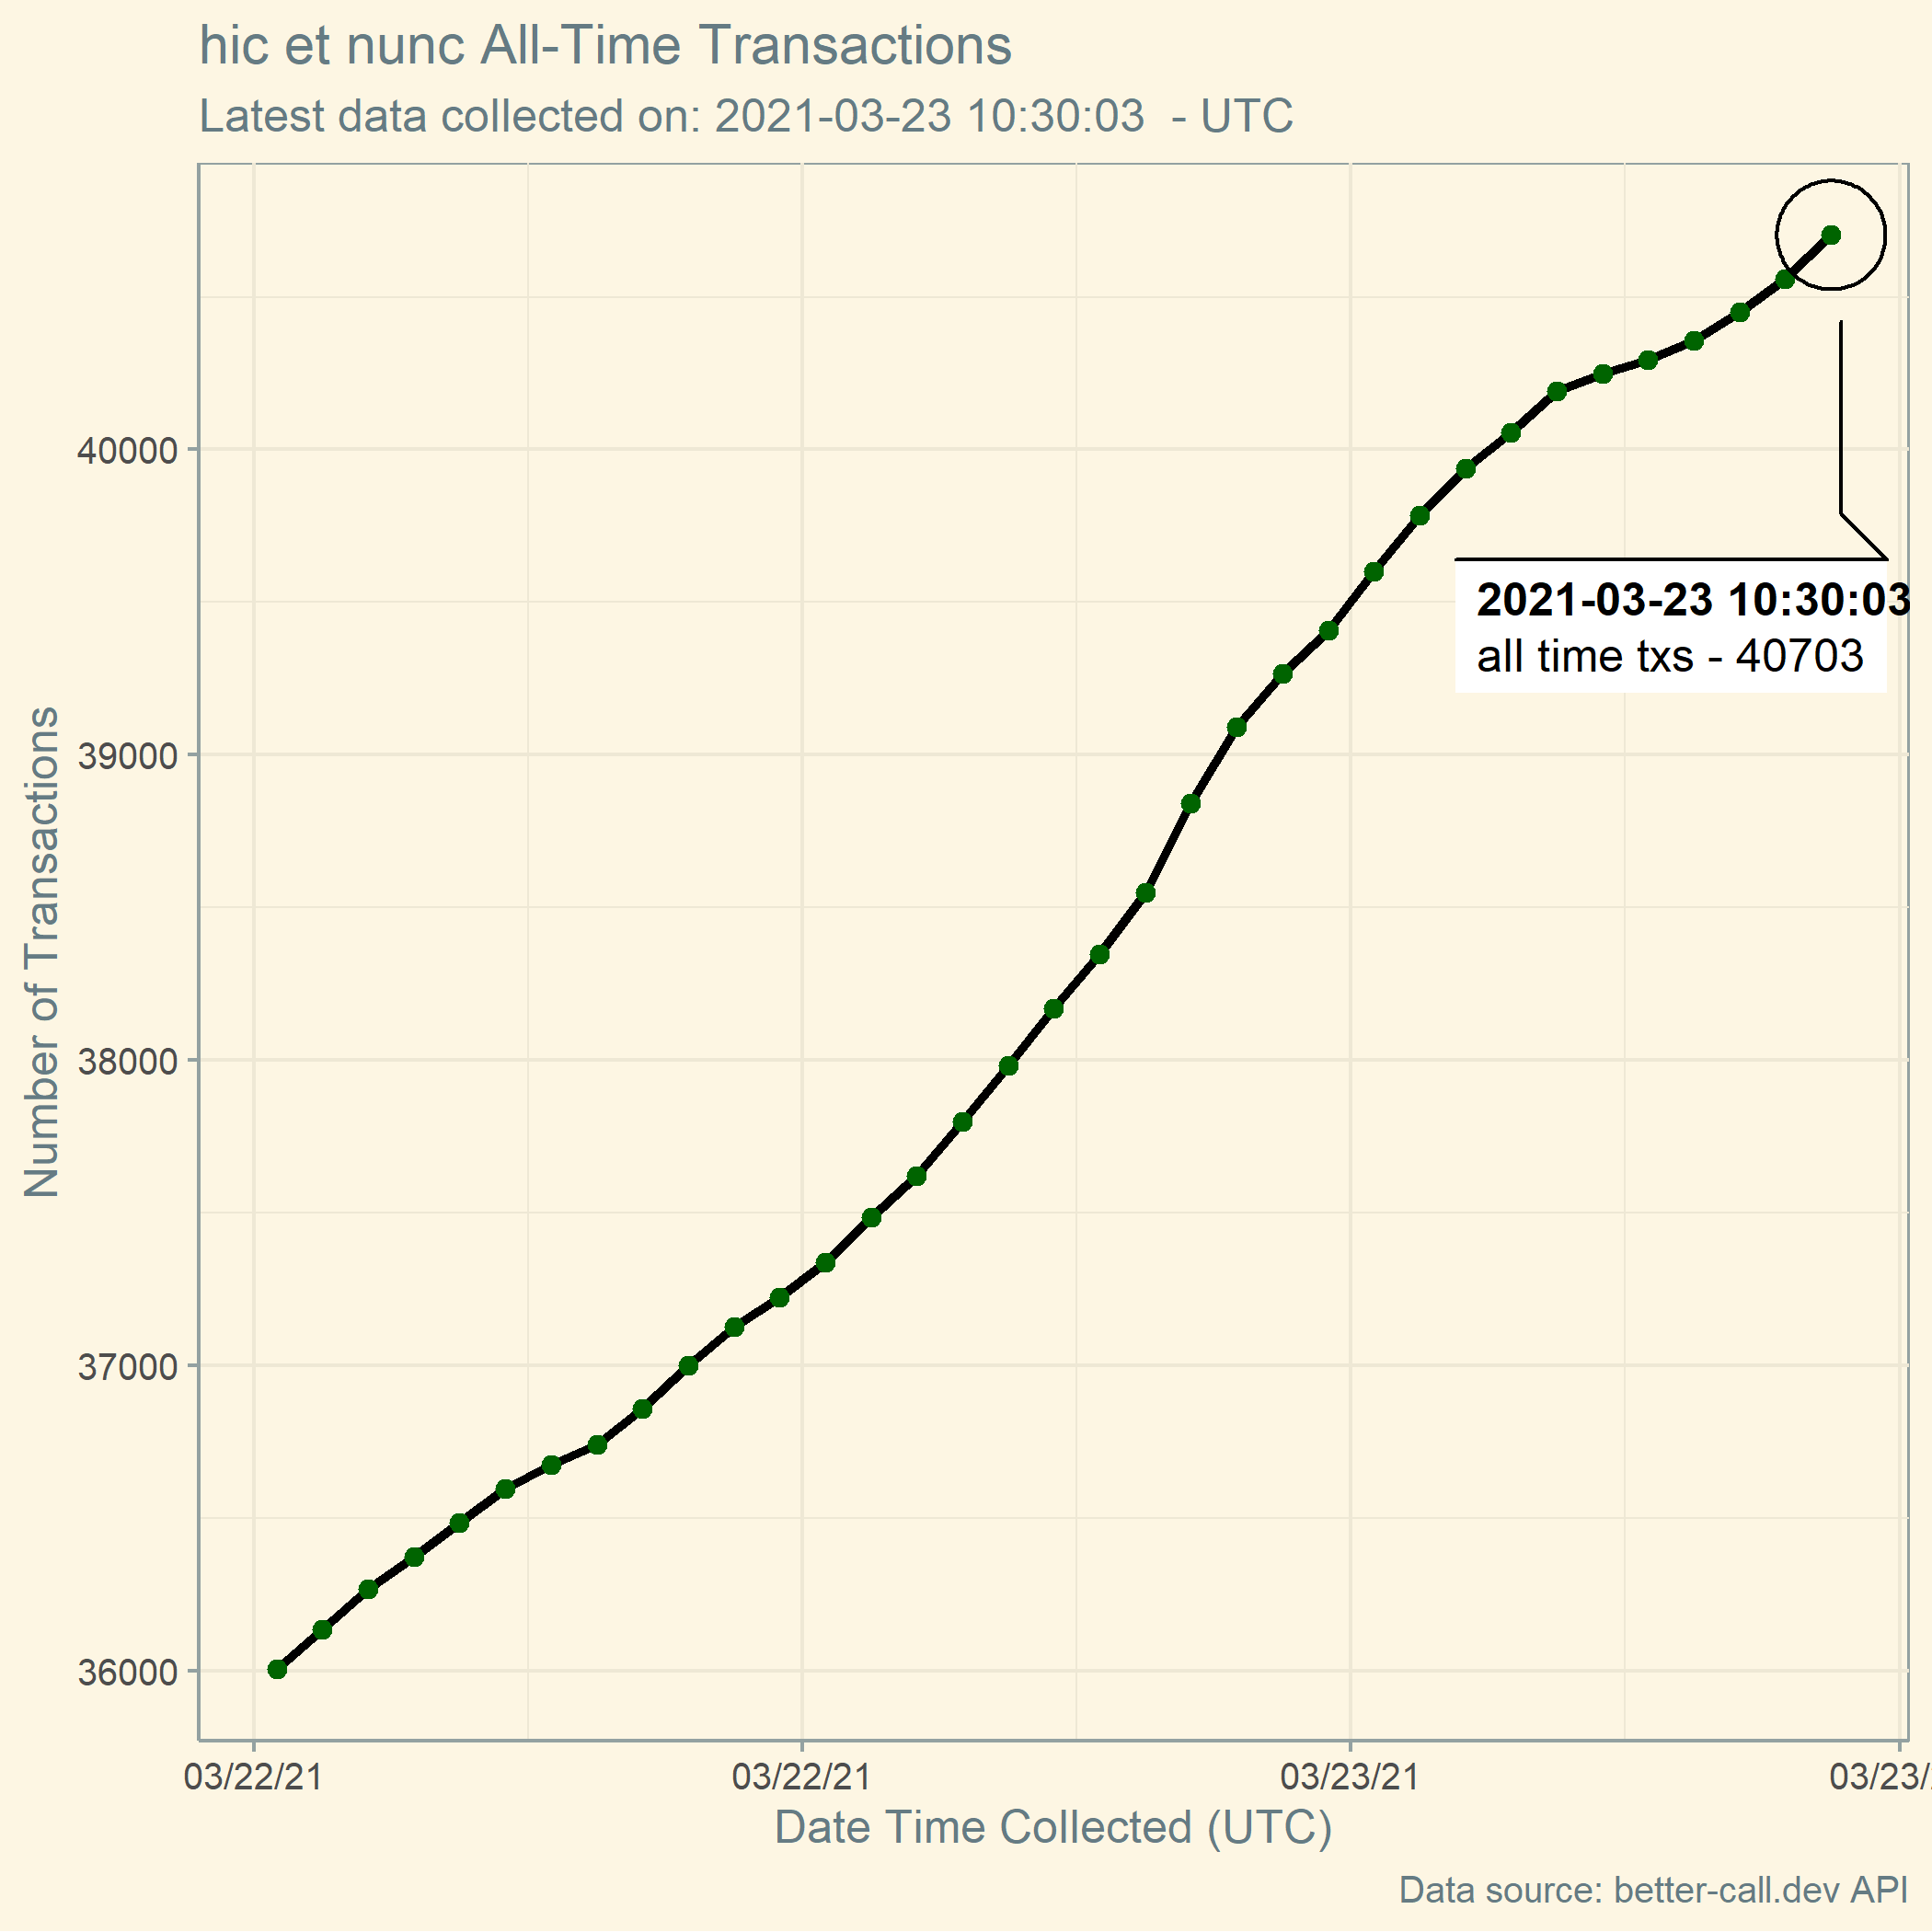 hic et nunc All-Time Transactions
Latest data collected on: 2021-03-23 10:30:03  - UTC
Number of Transactions
40000
39000
38000
37000
36000
2021-03-23 10:30:03
all time txs - 40703
03/22/21
03/22/21
03/23/21
03/23/
Date Time Collected (UTC)
Data source: better-call.dev API